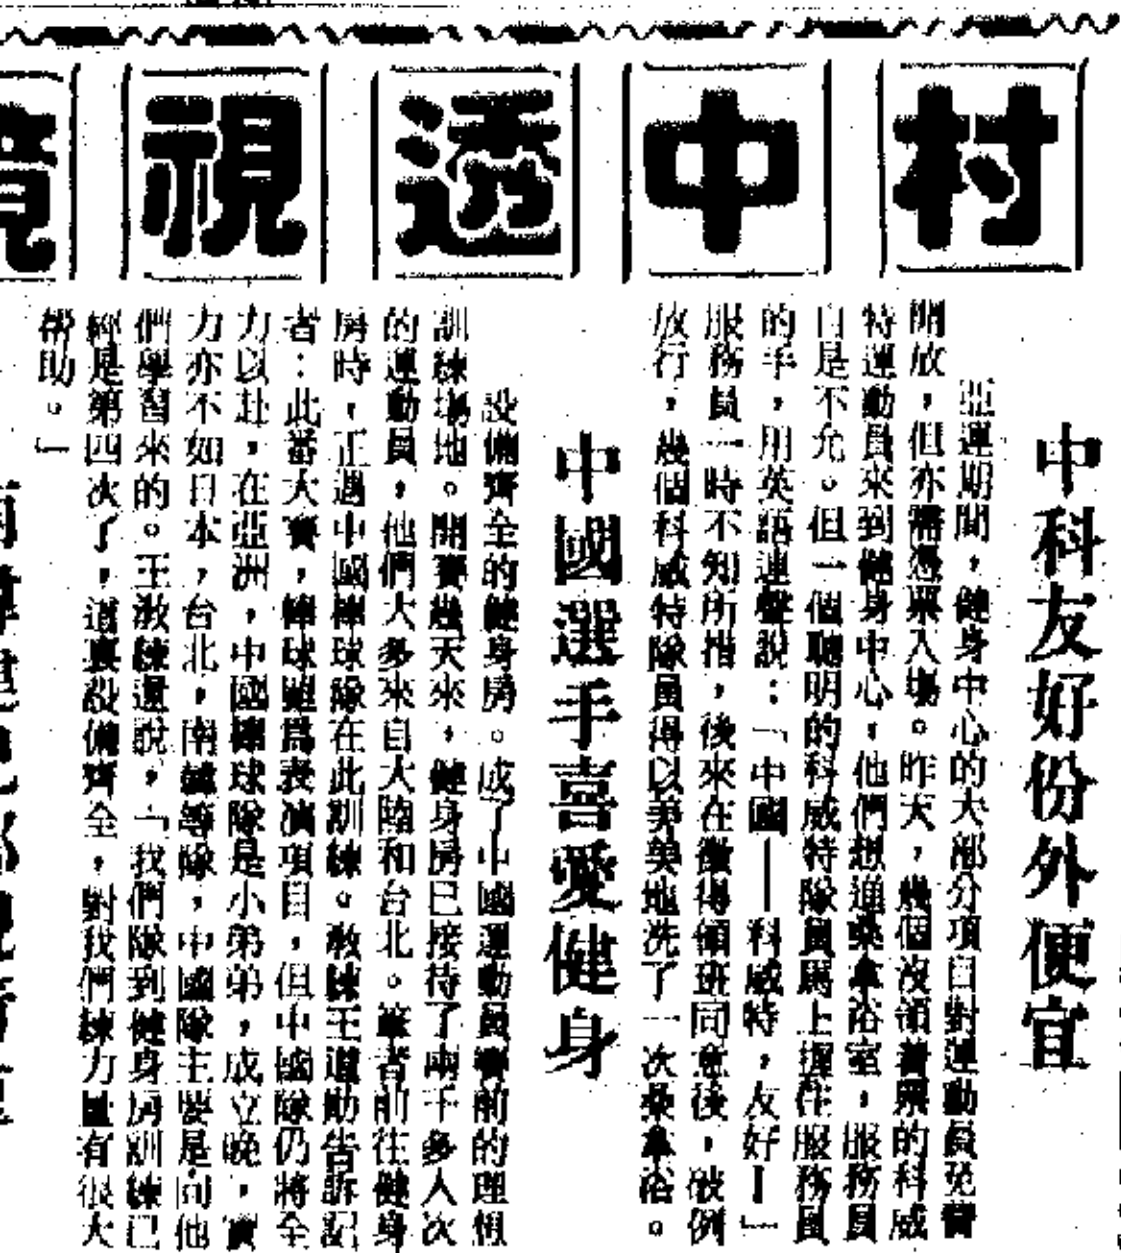 村中透視鏡
中科友好份外便宜
亞運期間，健身中心的大部分項目對運動員免費
開放，但亦需憑票入場。昨天，幾個沒領着票的科威
特運動員來到健身中心，他們想進桑拿浴室，服務員
自是不允。但一個聰明的科威特隊員馬上握住服務員
的手，用英語連聲說：「中國——科威特，友好！」
服務員一時不知所措，後來在徵得領班同意後，破例
放行，幾個科威特隊員得以美美地洗了一次桑拿浴。
中國選手喜愛健身
設備齊全的健身房。成了中國運動員賽前的理想
訓練場地。開賽幾天來，健身房已接待了兩千多人次
的運動員，他們大多來自大陸和台北。筆者前往健身
房時，正遇中國棒球隊在此訓練。教練王道勛告訴記
者：此番大賽，棒球雖爲表演項目，但中國隊仍將全
力以赴，在亞洲，中國棒球隊是小弟弟，成立晚，實
力亦不如日本，台北，南韓等隊，中國隊主要是向他
們學習來的。王教練還說，「我們隊到健身房訓練已
經是第四次了，這裏設備齊全，對我們練力量有很大
幫助。」